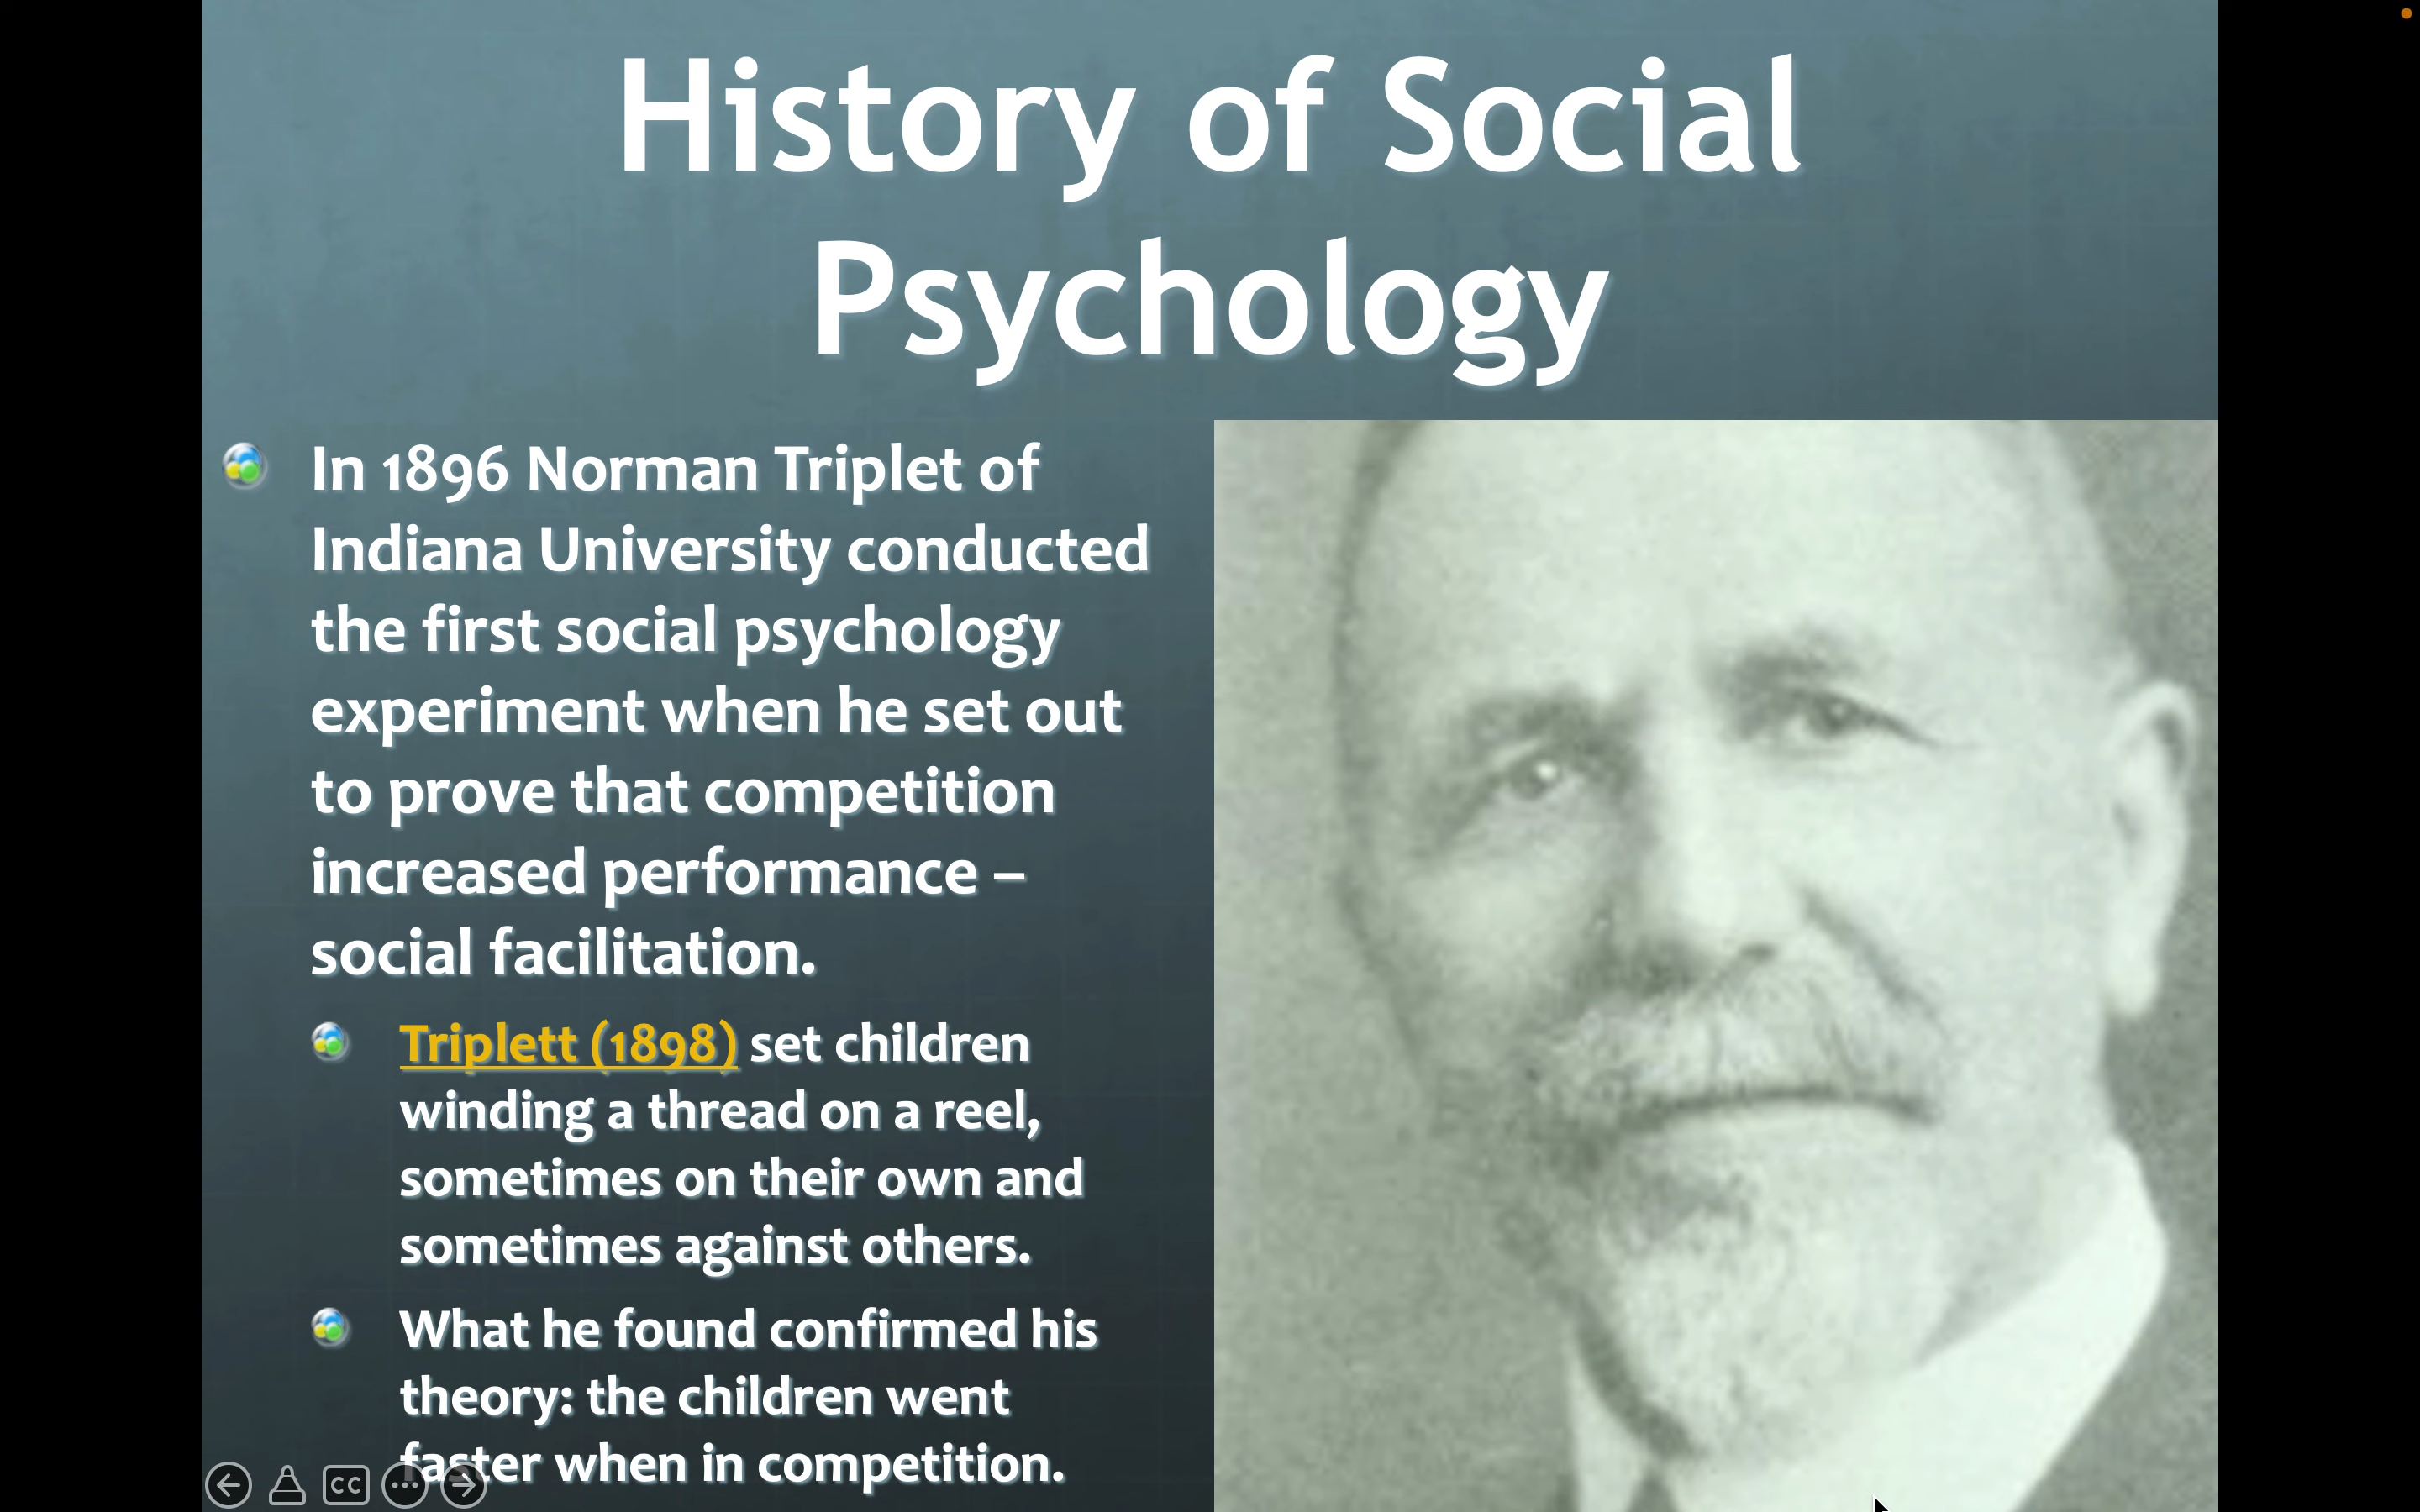 History of Social
Psychology
In 1896 Norman Triplet of
Indiana University conducted
the first social psychology
experiment when he set out
to prove that competition
increased performance –
social facilitation.
Triplett (1898) set children
winding a thread on a reel,
sometimes on their own and
sometimes against others.
What he found confirmed his
theory: the children went
faster when in competition.
CC